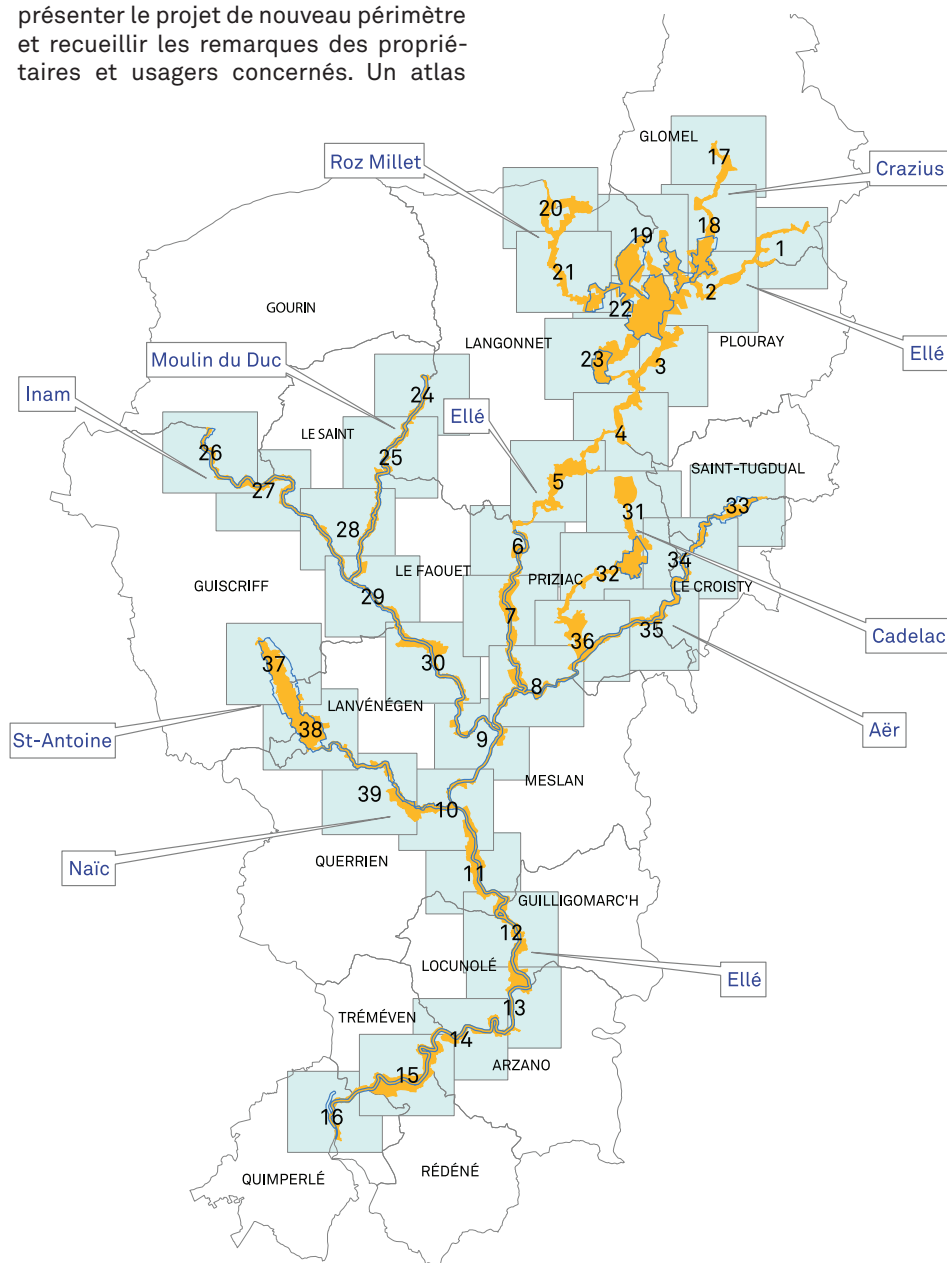 présenter le projet de nouveau périmètre
et recueillir les remarques des proprié-
taires et usagers concernés. Un atlas
GLOMEL
17
Roz Millet
Crazius
20
18
19
1
21
2
22
GOURIN
LANGONNET
PLOURAY
Ellé
Moulin du Duc
23
3
Inam
24
Ellé
LE SAINT
4
26
25
SAINT-TUGDUAL
27
5
31
33
28
6
34
GUISCRIFF
LE FAOUET
PRIZIAC
32
LE CROISTY
29
7
35
Cadelac
36
37
30
8
LANVÉNÉGEN
38
9
Aër
St-Antoine
MESLAN
39
10
QUERRIEN
Naïc
11
GUILLIGOMARC'H
12
LOCUNOLÉ
Ellé
13
TRÉMÉVEN
14
ARZANO
15
16
QUIMPERLÉ
RÉDÉNÉ